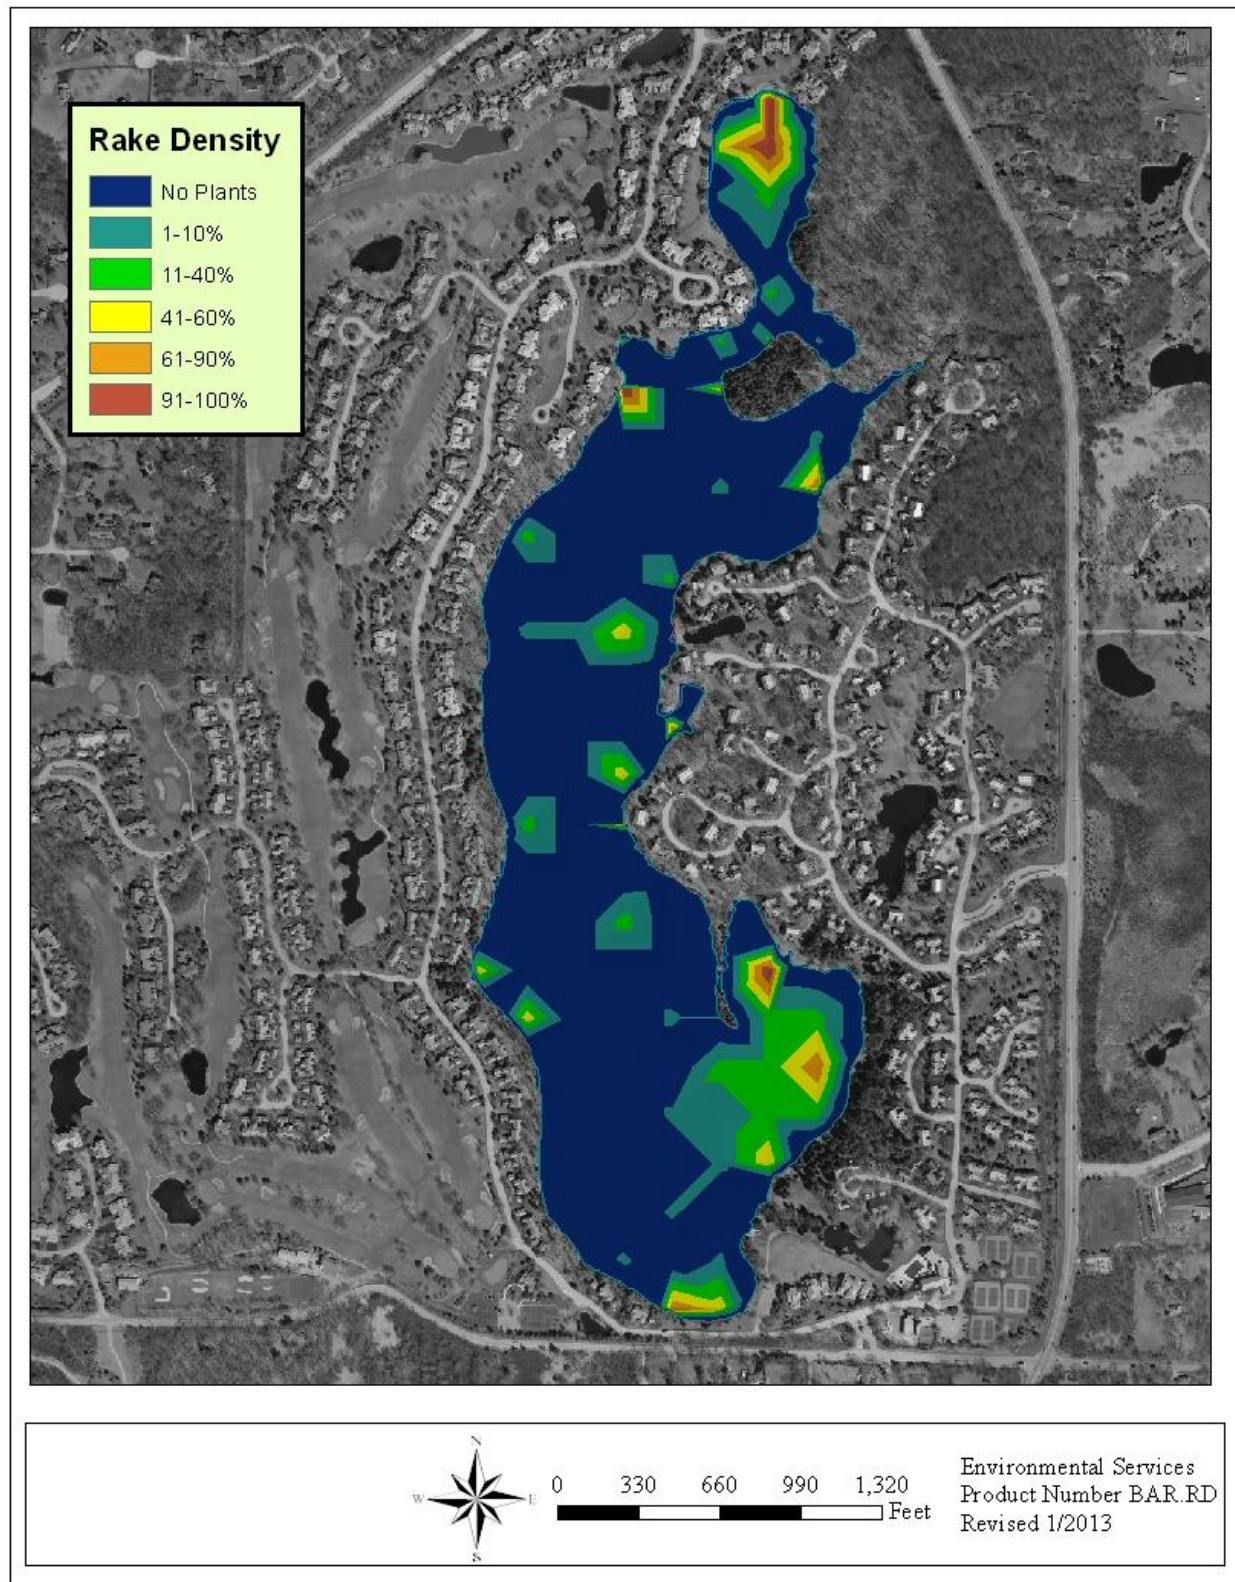 Rake Density
No Plants
1-10%
11-40%
41-60%
61-90%
91-100%
N
W
E
S
0 330 660 990 1,320
Feet
Environmental Services
Product Number BAR.RD
Revised 1/2013